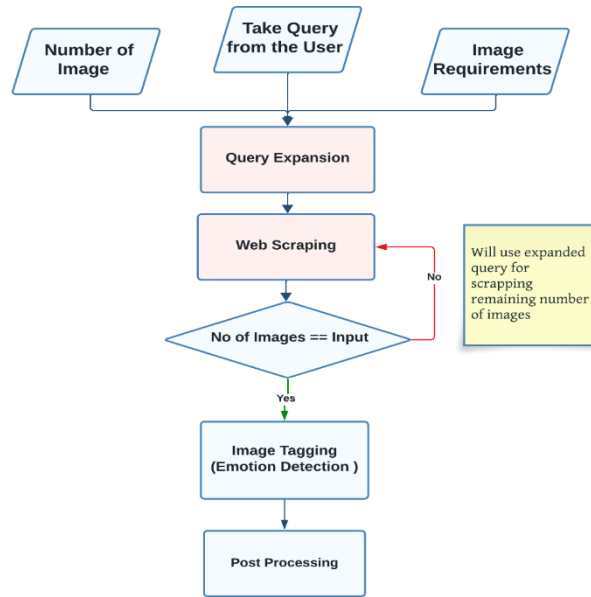 Number of
Image
Take Query
from the User
Image
Requirements
Query Expansion
Web Scraping
No
Will use expanded
query for
scrapping
remaining number
of images
No of Images == Input
Yes
Image Tagging
(Emotion Detection )
Post Processing